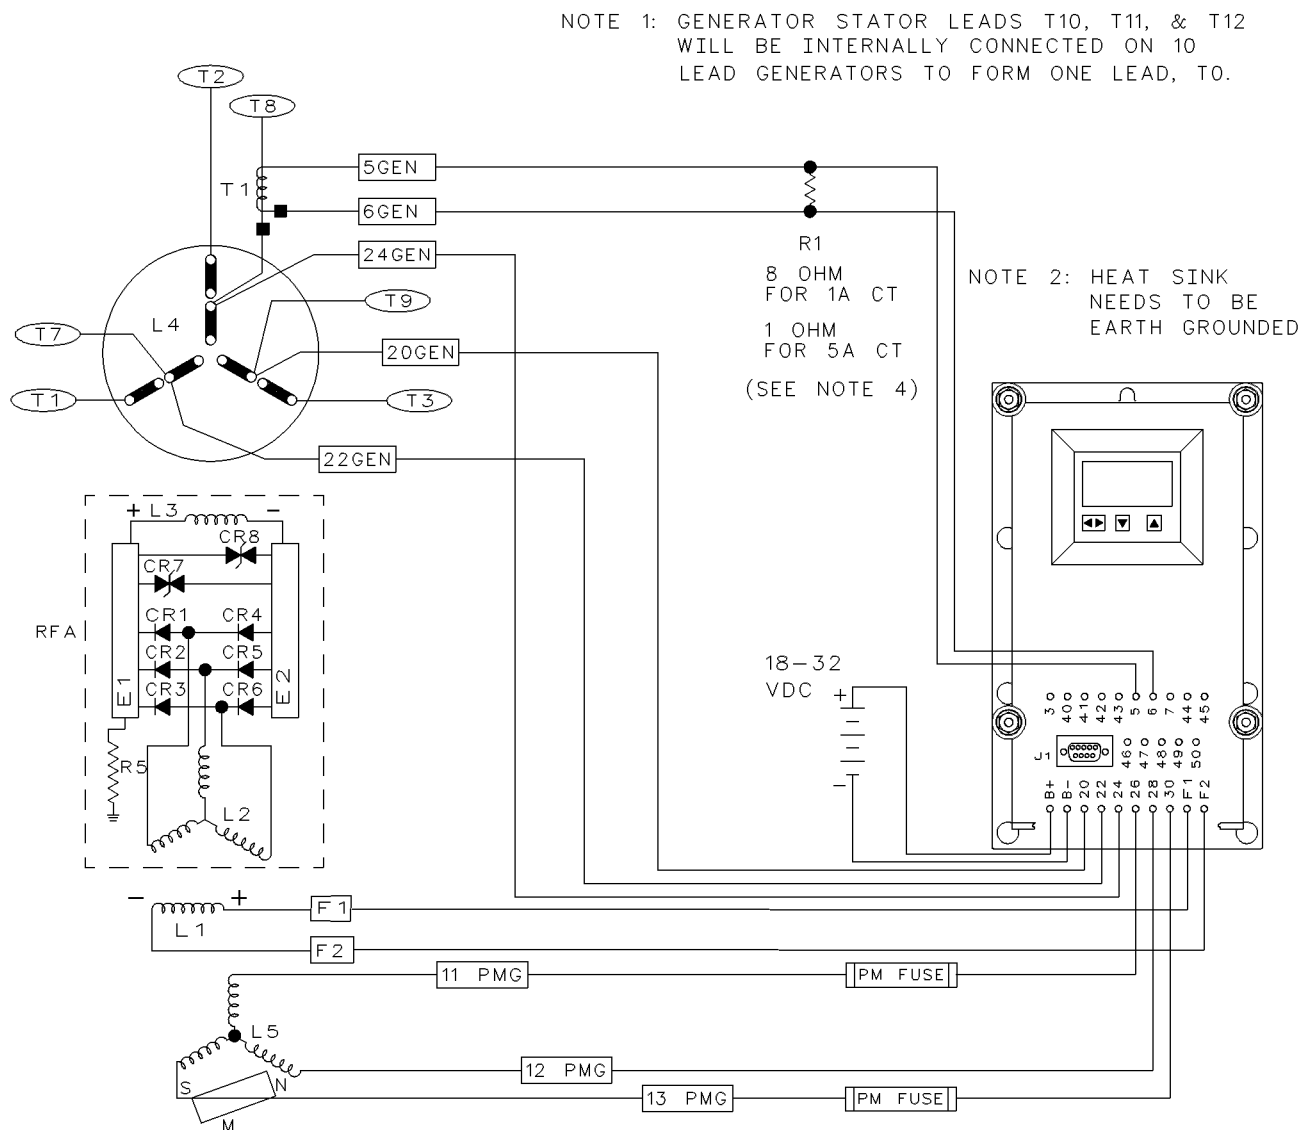 NOTE 1: GENERATOR STATOR LEADS T10, T11, & T12
WILL BE INTERNALLY CONNECTED ON 10
LEAD GENERATORS TO FORM ONE LEAD, T0.
T2
T8
5GEN
T1
6GEN
24GEN
R1
8 OHM
FOR 1A CT
1 OHM
FOR 5A CT
(SEE NOTE 4)
NOTE 2: HEAT SINK
NEEDS TO BE
EARTH GROUNDED
T9
L4
T7
20GEN
T1
T3
22GEN
+ L3 -
CR8
CR7
CR1 CR4
RFA
CR2 CR5
CR3 CR6
E1 E2
R5
L2
18-32
VDC
+
-
3 40 41 42 43 5 6 7 44 45
J1 46 47 48 49 50
B+ B- 20 22 24 26 28 30 F1 F2
- +
F1
L1
F2
11 PMG PM FUSE
L5
12 PMG
S N
13 PMG PM FUSE
M